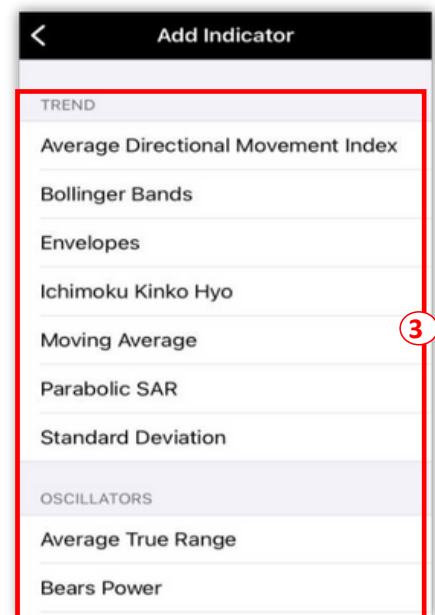 Add Indicator
TREND
Average Directional Movement Index
Bollinger Bands
Envelopes
Ichimoku Kinko Hyo
3
Moving Average
Parabolic SAR
Standard Deviation
OSCILLATORS
Average True Range
Bears Power